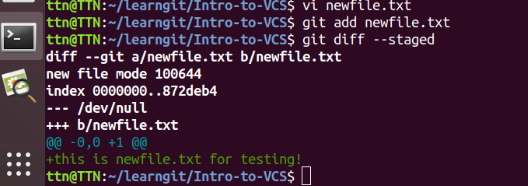 ttn@TTN:~/learngit/Intro-to-VCS$ vi newfile.txt
ttn@TTN:~/learngit/Intro-to-VCS$ git add newfile.txt
ttn@TTN:~/learngit/Intro-to-VCS$ git diff --staged
diff --git a/newfile.txt b/newfile.txt
new file mode 100644
index 0000000..872deb4
--- /dev/null
+++ b/newfile.txt
@@ -0,0 +1 @@
+this is newfile.txt for testing!
ttn@TTN:~/learngit/Intro-to-VCS$